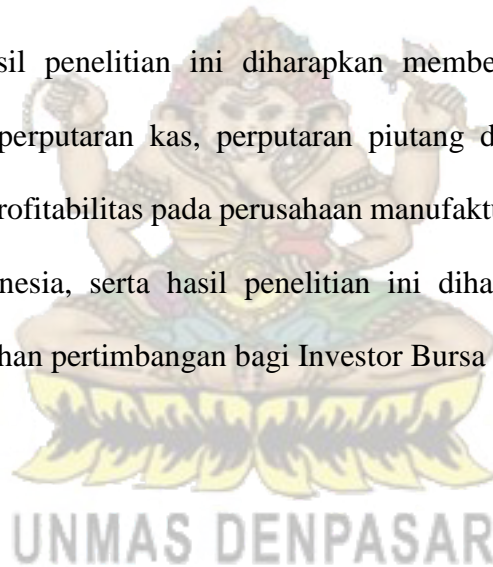 sil penelitian ini diharapkan membe
perputaran kas, perputaran piutang d
rofitabilitas pada perusahaan manufaktu
nesia, serta hasil penelitian ini diha
han pertimbangan bagi Investor Bursa
UNMAS DENPASAR